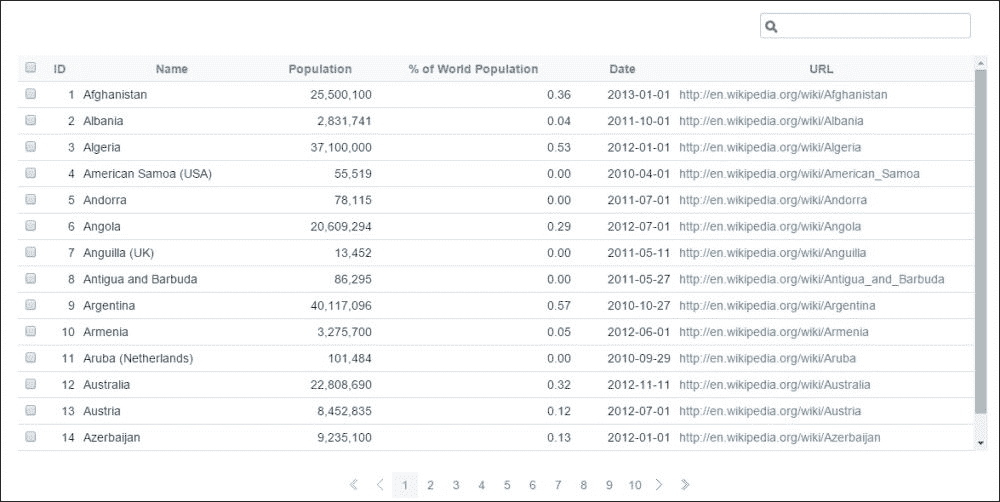 ID Name Population % of World Population Date URL
1 Afghanistan 25,500,100 0.36 2013-01-01 http://en.wikipedia.org/wiki/Afghanistan
2 Albania 2,831,741 0.04 2011-10-01 http://en.wikipedia.org/wiki/Albania
3 Algeria 37,100,000 0.53 2012-01-01 http://en.wikipedia.org/wiki/Algeria
4 American Samoa (USA) 55,519 0.00 2010-04-01 http://en.wikipedia.org/wiki/American_Samoa
5 Andorra 78,115 0.00 2011-07-01 http://en.wikipedia.org/wiki/Andorra
6 Angola 20,609,294 0.29 2012-07-01 http://en.wikipedia.org/wiki/Angola
7 Anguilla (UK) 13,452 0.00 2011-05-11 http://en.wikipedia.org/wiki/Anguilla
8 Antigua and Barbuda 86,295 0.00 2011-05-27 http://en.wikipedia.org/wiki/Antigua_and_Barbuda
9 Argentina 40,117,096 0.57 2010-10-27 http://en.wikipedia.org/wiki/Argentina
10 Armenia 3,275,700 0.05 2012-06-01 http://en.wikipedia.org/wiki/Armenia
11 Aruba (Netherlands) 101,484 0.00 2010-09-29 http://en.wikipedia.org/wiki/Aruba
12 Australia 22,808,690 0.32 2012-11-11 http://en.wikipedia.org/wiki/Australia
13 Austria 8,452,835 0.12 2012-07-01 http://en.wikipedia.org/wiki/Austria
14 Azerbaijan 9,235,100 0.13 2012-01-01 http://en.wikipedia.org/wiki/Azerbaijan
1 2 3 4 5 6 7 8 9 10